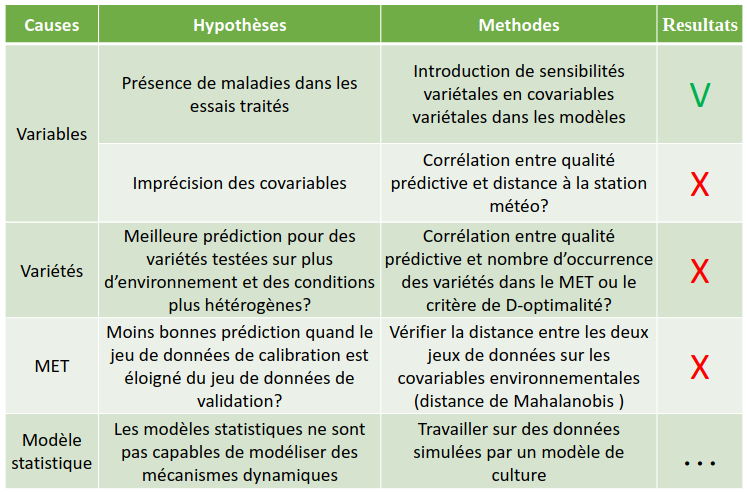 Causes
Hypothèses
Methodes
Resultats
Variables
Présence de maladies dans les
essais traités
Introduction de sensibilités
variétales en covariables
variétales dans les modèles
V
Imprécision des covariables
Corrélation entre qualité
prédictive et distance à la station
météo?
X
Variétés
Meilleure prédiction pour des
variétés testées sur plus
d’environnement et des conditions
plus hétérogènes?
Corrélation entre qualité
prédictive et nombre d’occurrence
des variétés dans le MET ou le
critère de D-optimalité?
X
MET
Moins bonnes prédiction quand le
jeu de données de calibration est
éloigné du jeu de données de
validation?
Vérifier la distance entre les deux
jeux de données sur les
covariables environnementales
(distance de Mahalanobis )
X
Modèle
statistique
Les modèles statistiques ne sont
pas capables de modéliser des
mécanismes dynamiques
Travailler sur des données
simulées par un modèle de
culture
…